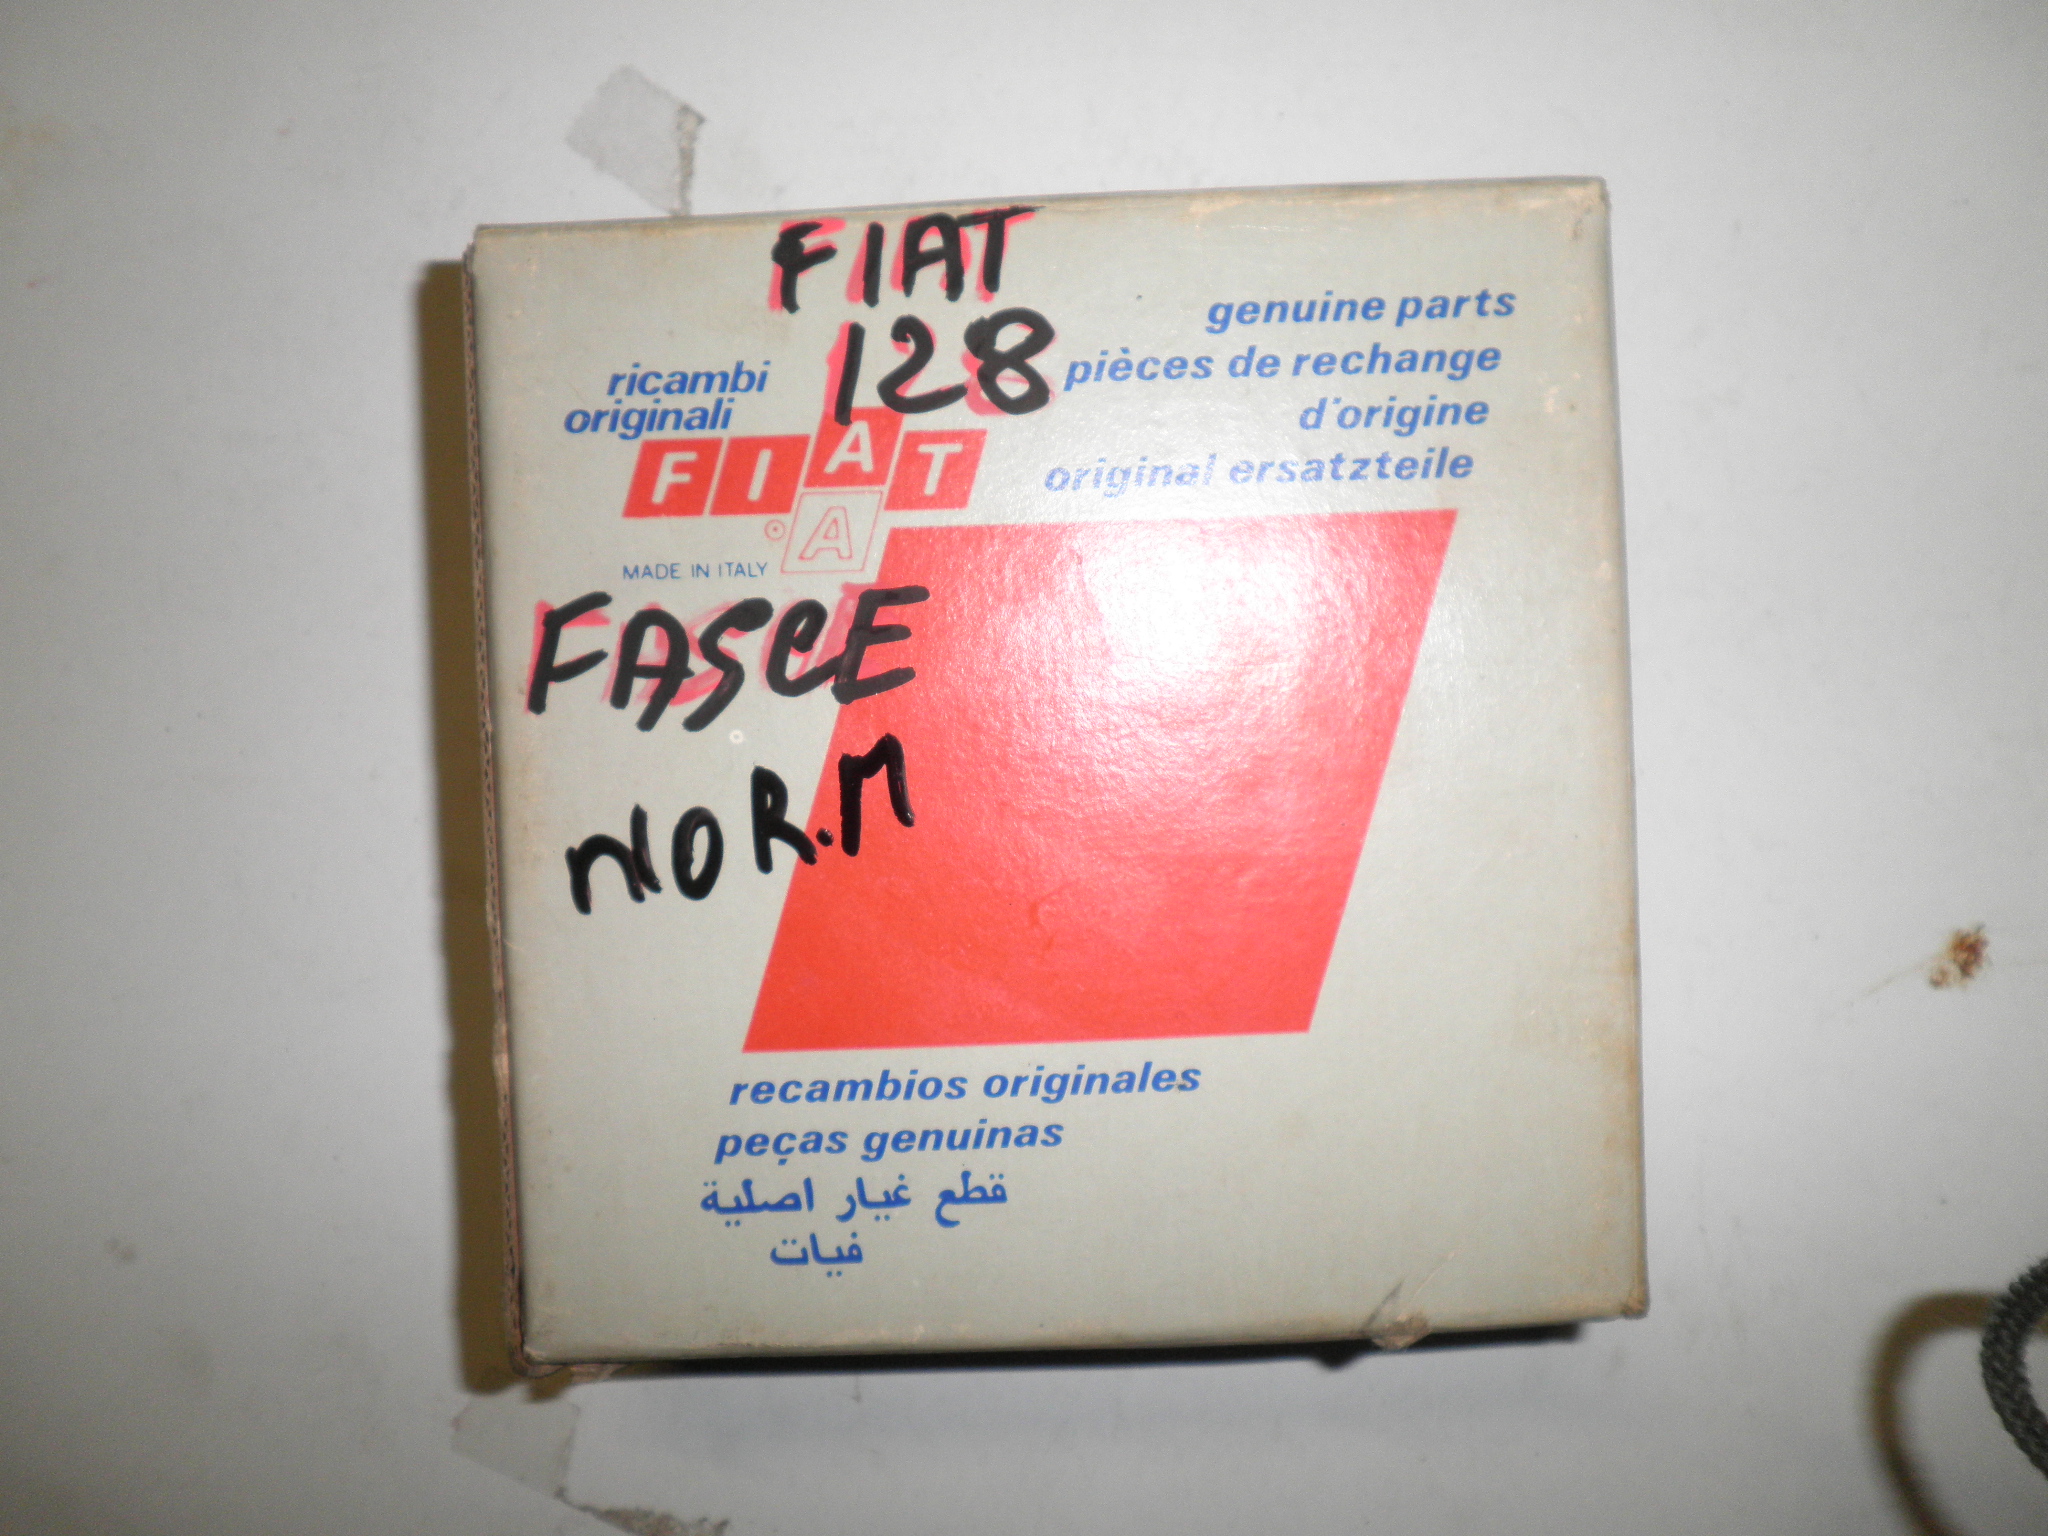 FIAT
128
ricambi
originali
FIAT
A
MADE IN ITALY
genuine parts
pièces de rechange
d'origine
original ersatzteile
FASCE
NOR.M
recambios originales
peças genuinas
قطع غيار اصلية
فيات